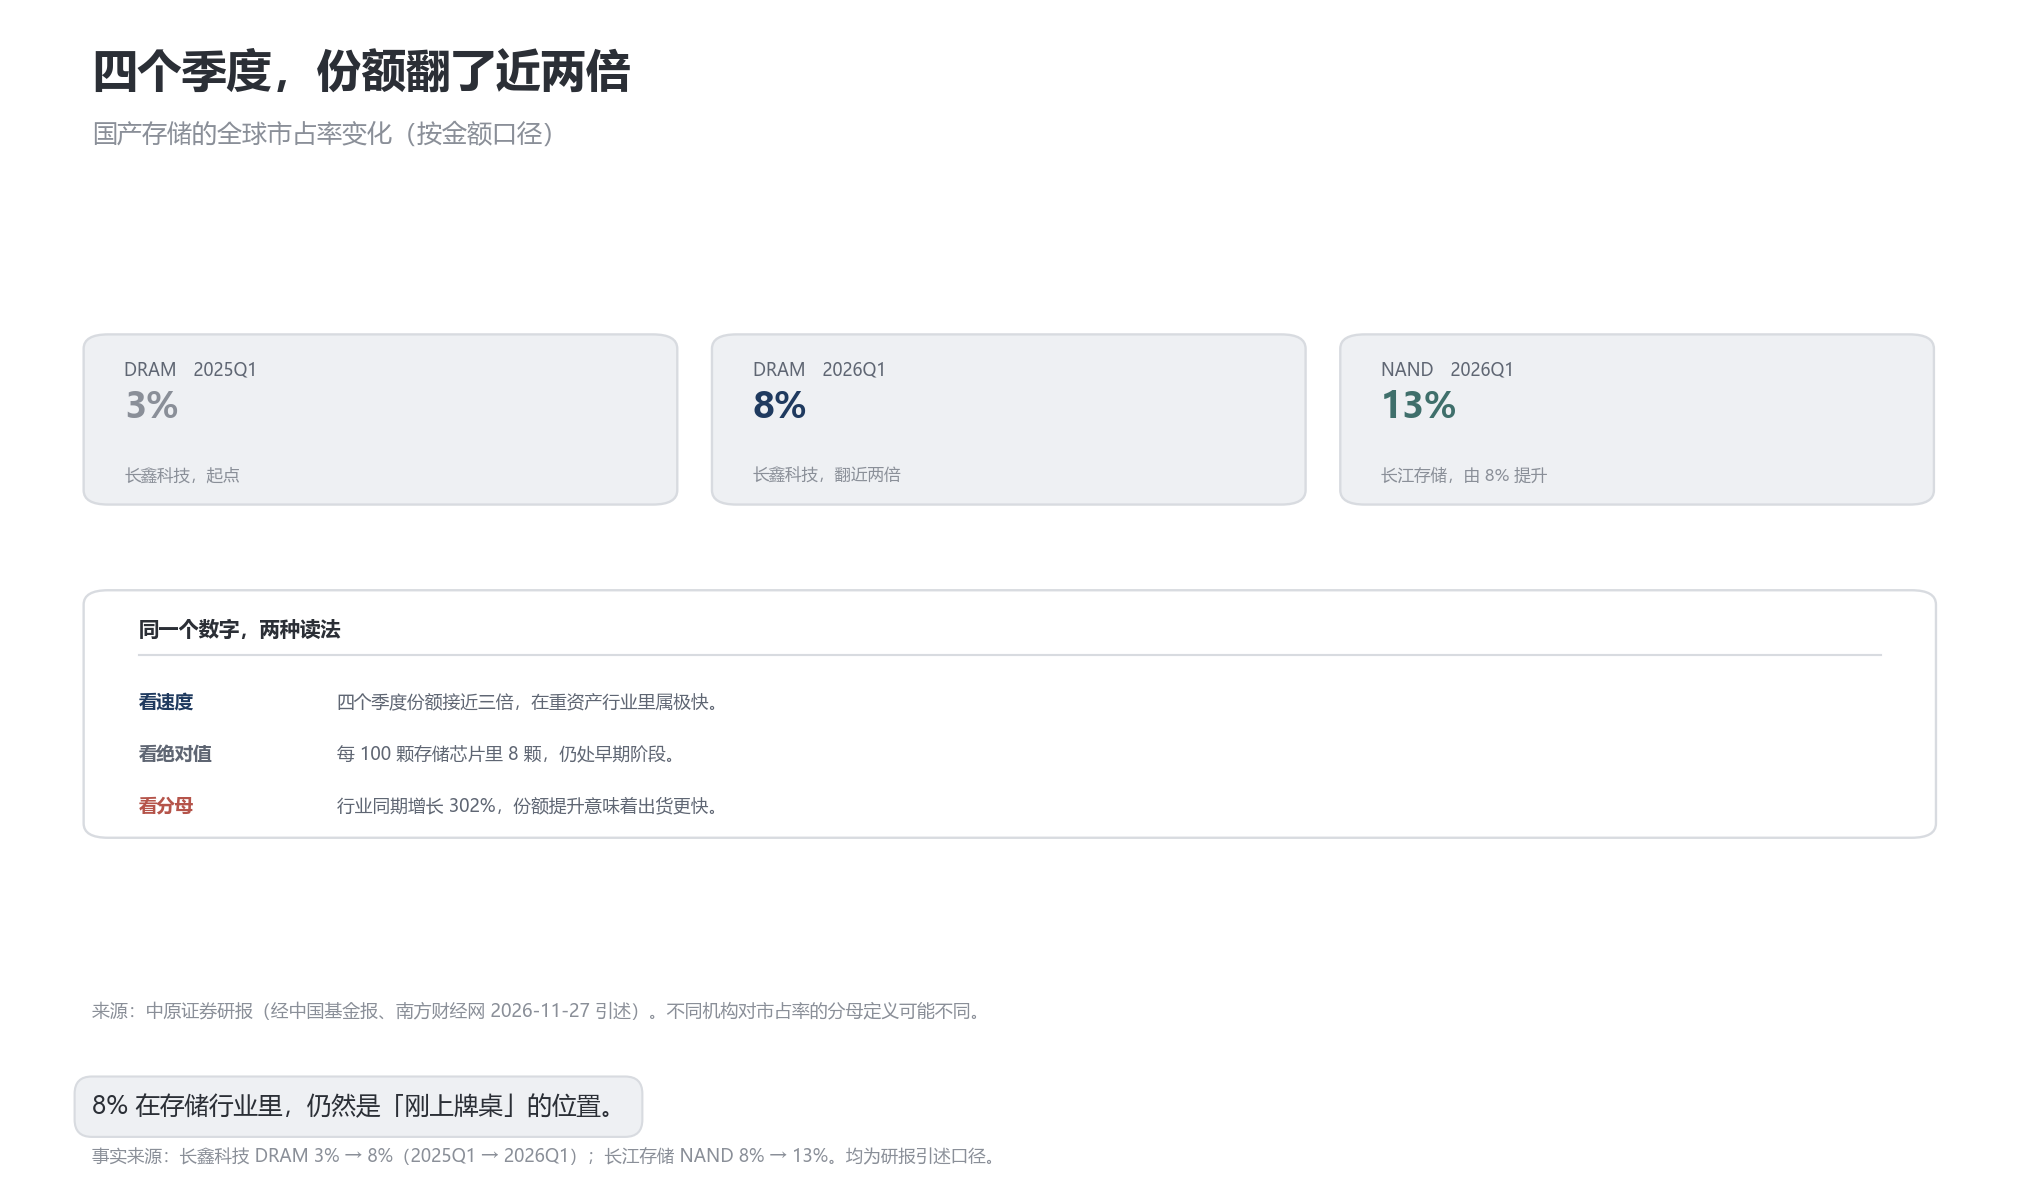 四个季度，份额翻了近两倍
国产存储的全球市占率变化（按金额口径）
DRAM 2025Q1
3%
长鑫科技，起点
DRAM 2026Q1
8%
长鑫科技，翻近两倍
NAND 2026Q1
13%
长江存储，由 8% 提升
同一个数字，两种读法
看速度 四个季度份额接近三倍，在重资产行业里属极快。
看绝对值 每 100 颗存储芯片里 8 颗，仍处早期阶段。
看分母 行业同期增长 302%，份额提升意味着出货更快。
来源：中原证券研报（经中国基金报、南方财经网 2026-11-27 引述）。不同机构对市占率的分母定义可能不同。
8% 在存储行业里，仍然是「刚上牌桌」的位置。
事实来源：长鑫科技 DRAM 3% → 8%（2025Q1 → 2026Q1）；长江存储 NAND 8% → 13%。均为研报引述口径。